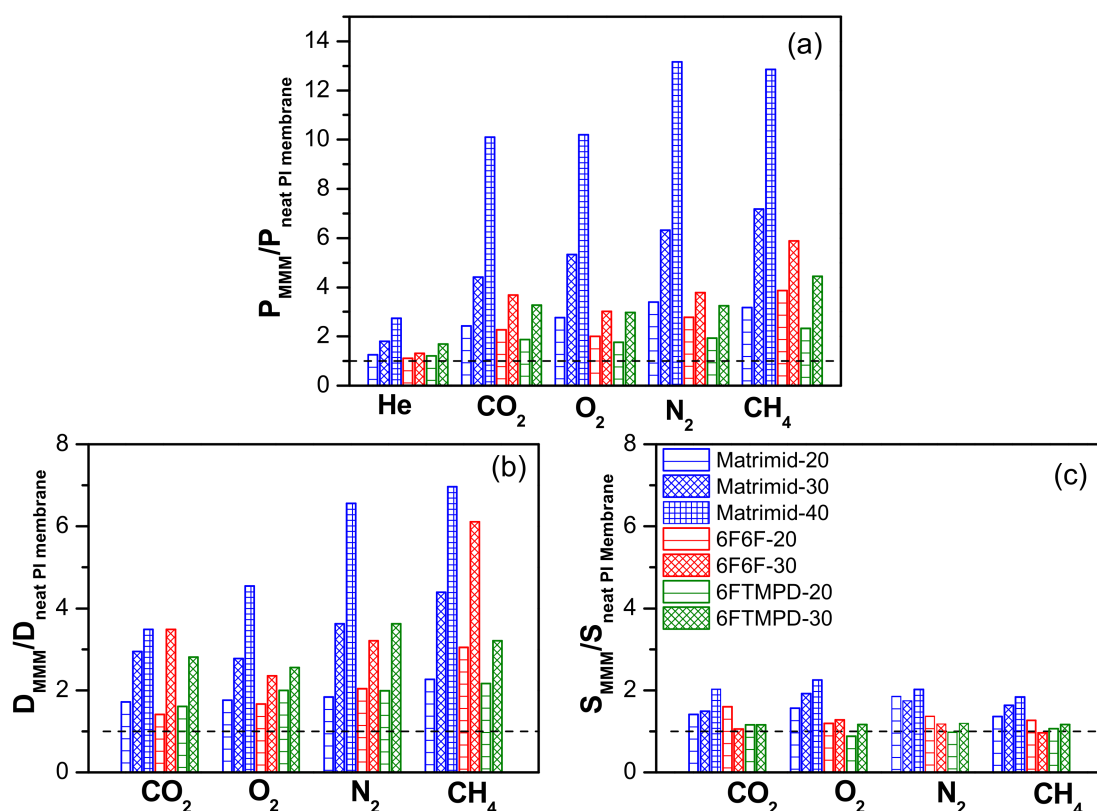 (a)
14
12
10
8
6
4
2
0
P_MMM/P_neat PI membrane
He CO₂ O₂ N₂ CH₄
(b)
8
6
4
2
0
D_MMM/D_neat PI membrane
CO₂ O₂ N₂ CH₄
(c)
8
6
4
2
0
S_MMM/S_neat PI Membrane
Matrimid-20
Matrimid-30
Matrimid-40
6F6F-20
6F6F-30
6FTMPD-20
6FTMPD-30
CO₂ O₂ N₂ CH₄